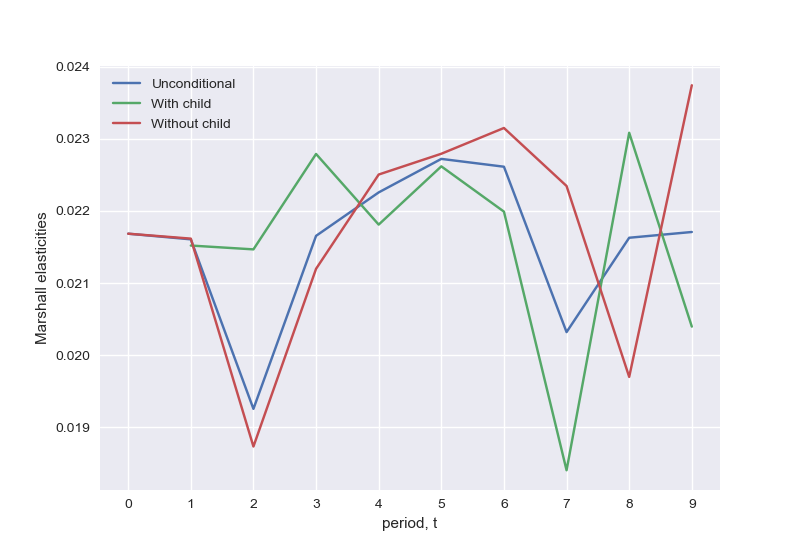 0.024
0.023
0.022
0.021
0.020
0.019
Marshall elasticities
Unconditional
With child
Without child
0 1 2 3 4 5 6 7 8 9
period, t